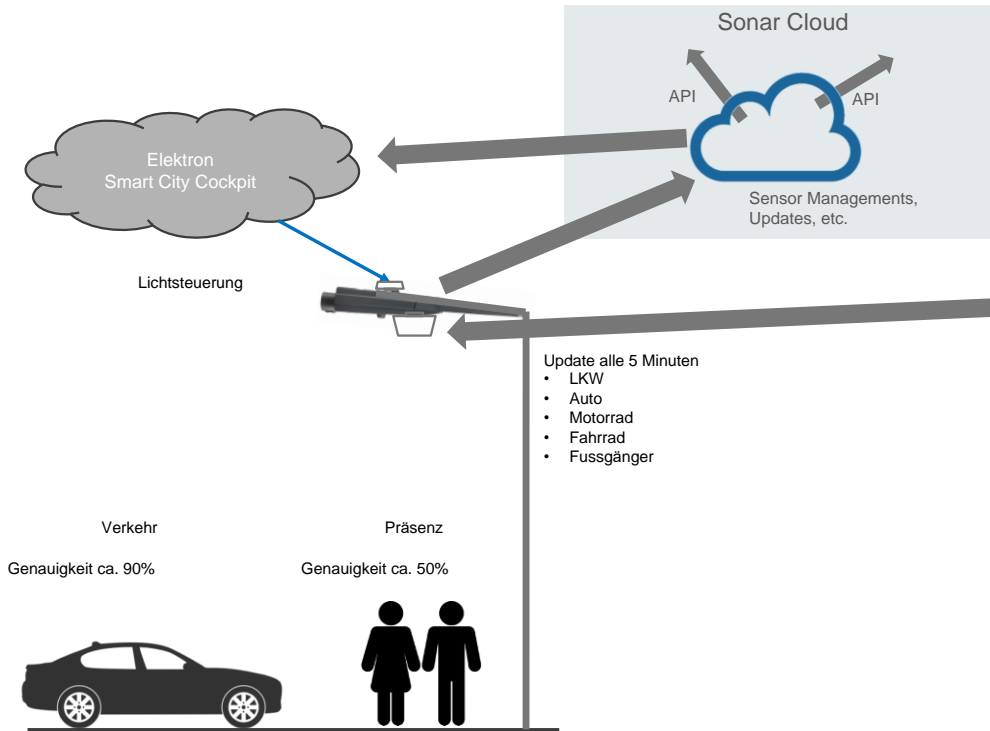 Sonar Cloud
API
API
Elektron
Smart City Cockpit
Sensor Managements,
Updates, etc.
Lichtsteuerung
Update alle 5 Minuten
• LKW
• Auto
• Motorrad
• Fahrrad
• Fussgänger
Verkehr
Präsenz
Genauigkeit ca. 90%
Genauigkeit ca. 50%